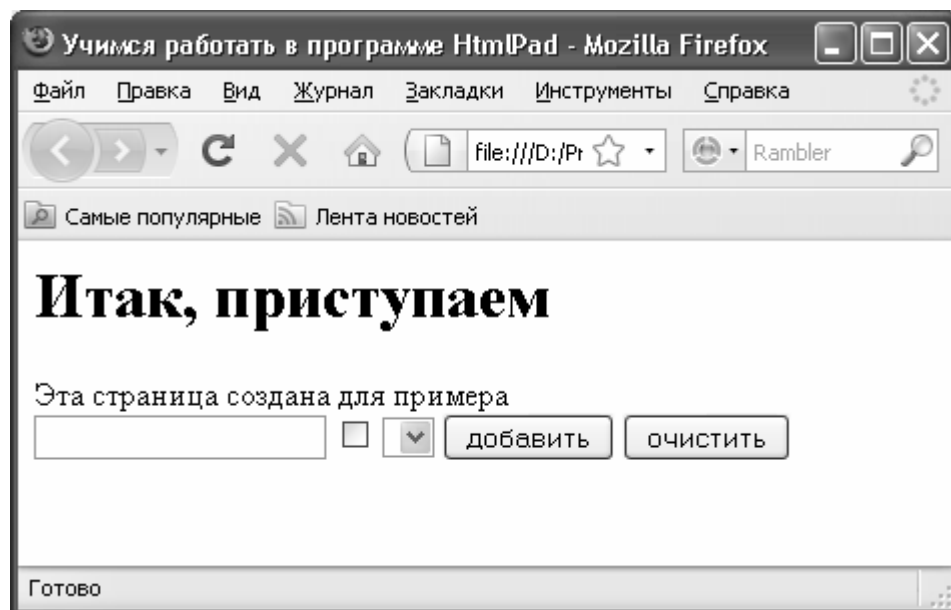 Учимся работать в программе HtmlPad - Mozilla Firefox
Файл Правка Вид Журнал Закладки Инструменты Справка
file:///D:/Pr Rambler
Самые популярные Лента новостей
Итак, приступаем
Эта страница создана для примера
добавить очистить
Готово